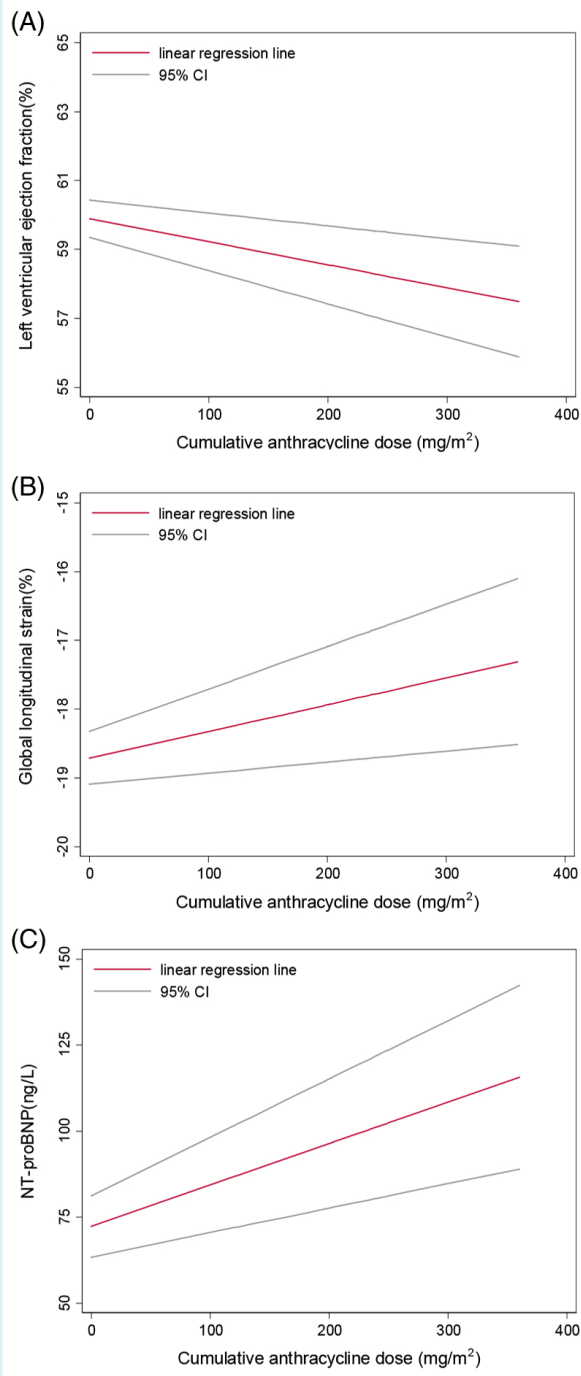 (A)
65
63
61
59
57
55
Left ventricular ejection fraction(%)
linear regression line
95% CI
0 100 200 300 400
Cumulative anthracycline dose (mg/m²)
(B)
-15
-16
-17
-18
-19
-20
Global longitudinal strain(%)
linear regression line
95% CI
0 100 200 300 400
Cumulative anthracycline dose (mg/m²)
(C)
150
125
100
75
50
NT-proBNP(ng/L)
linear regression line
95% CI
0 100 200 300 400
Cumulative anthracycline dose (mg/m²)